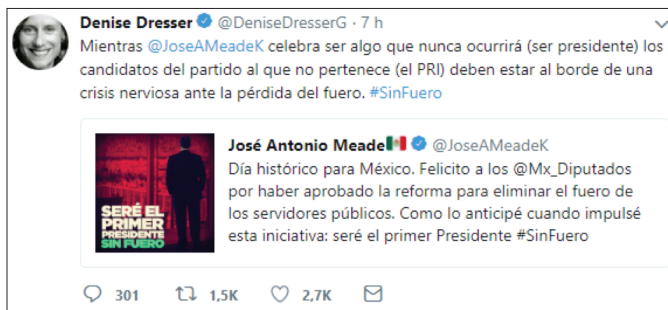 Denise Dresser @DeniseDresserG · 7 h
Mientras @JoseAMeadeK celebra ser algo que nunca ocurrirá (ser presidente) los
candidatos del partido al que no pertenece (el PRI) deben estar al borde de una
crisis nerviosa ante la pérdida del fuero. #SinFuero
SERÉ EL
PRIMER
PRESIDENTE
SIN FUERO
José Antonio Meade🇲🇽 @JoseAMeadeK
Día histórico para México. Felicito a los @Mx_Diputados
por haber aprobado la reforma para eliminar el fuero de
los servidores públicos. Como lo anticipé cuando impulsé
esta iniciativa: seré el primer Presidente #SinFuero
301 1,5K 2,7K